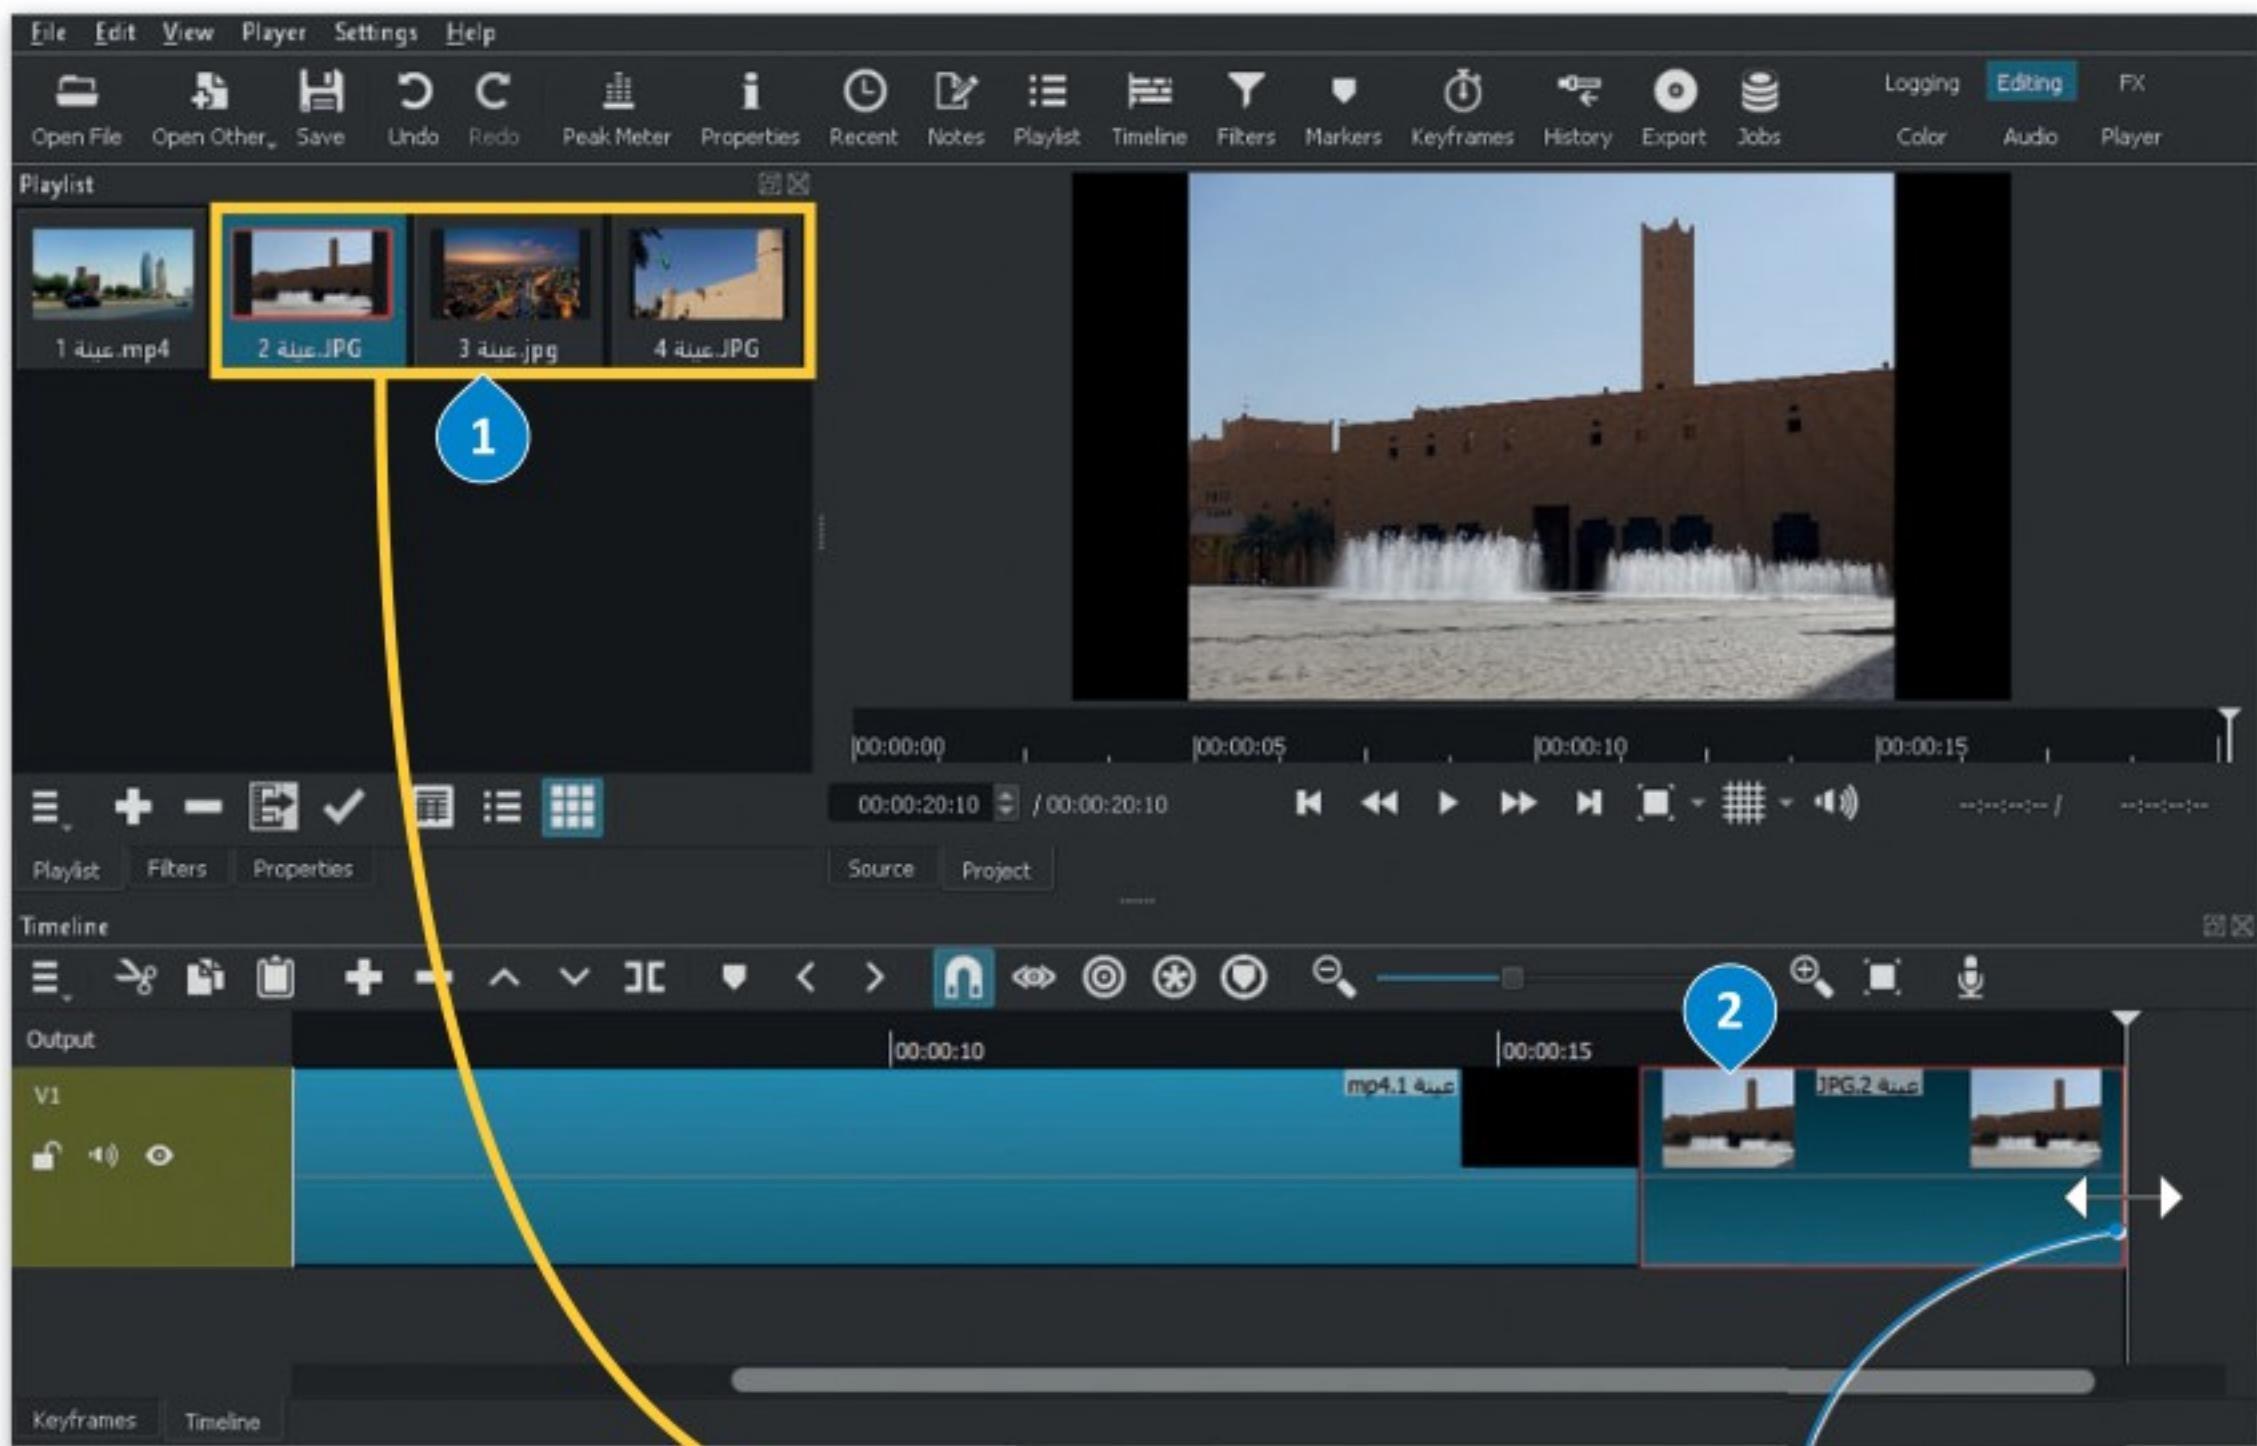 File Edit View Player Settings Help
Open File Open Other Save Undo Redo Peak Meter Properties Recent Notes Playlist Timeline Filters Markers Keyframes History Export Jobs
Logging Editing FX
Color Audio Player
Playlist
عينة 1.mp4 عينة 2.JPG عينة 3.jpg عينة 4.JPG
1
00:00:00 00:00:05 00:00:10 00:00:15
00:00:20:10 / 00:00:20:10 --:--:--:-- / --:--:--:--
Playlist Filters Properties
Source Project
Timeline
2
Output
00:00:10 00:00:15
V1
عينة 1.mp4 عينة 2.JPG
Keyframes Timeline